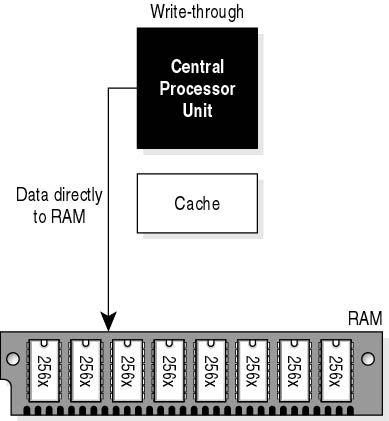 Write-through
Central
Processor
Unit
Data directly
to RAM
Cache
RAM
256x
256x
256x
256x
256x
256x
256x
256x